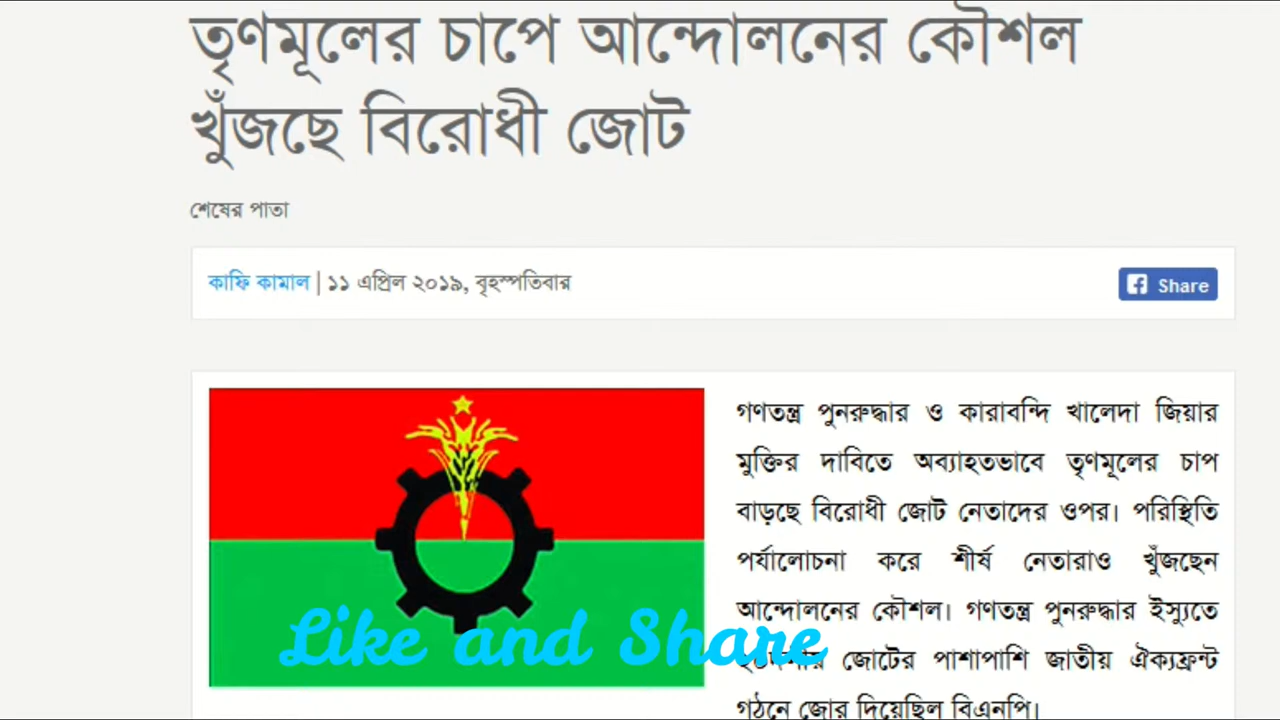 তৃণমূলের চাপে আন্দোলনের কৌশল
খুঁজছে বিরোধী জোট
শেষের পাতা
কাফি কামাল | ১১ এপ্রিল ২০১৯, বৃহস্পতিবার
Share
গণতন্ত্র পুনরুদ্ধার ও কারাবন্দি খালেদা জিয়ার
মুক্তির দাবিতে অব্যাহতভাবে তৃণমূলের চাপ
বাড়ছে বিরোধী জোট নেতাদের ওপর। পরিস্থিতি
পর্যালোচনা করে শীর্ষ নেতারাও খুঁজছেন
আন্দোলনের কৌশল। গণতন্ত্র পুনরুদ্ধার ইস্যুতে
জোটের পাশাপাশি জাতীয় ঐক্যফ্রন্ট
গঠনে জোর দিয়েছিল বিএনপি।
Like and Share